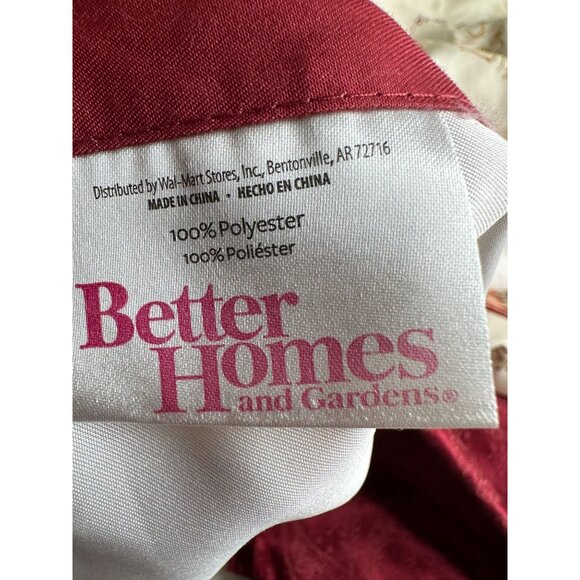 Distributed by Wal-Mart Stores, Inc., Bentonville, AR 72716
MADE IN CHINA • HECHO EN CHINA
100% Polyester
100% Poliéster
Better
Homes
and Gardens®